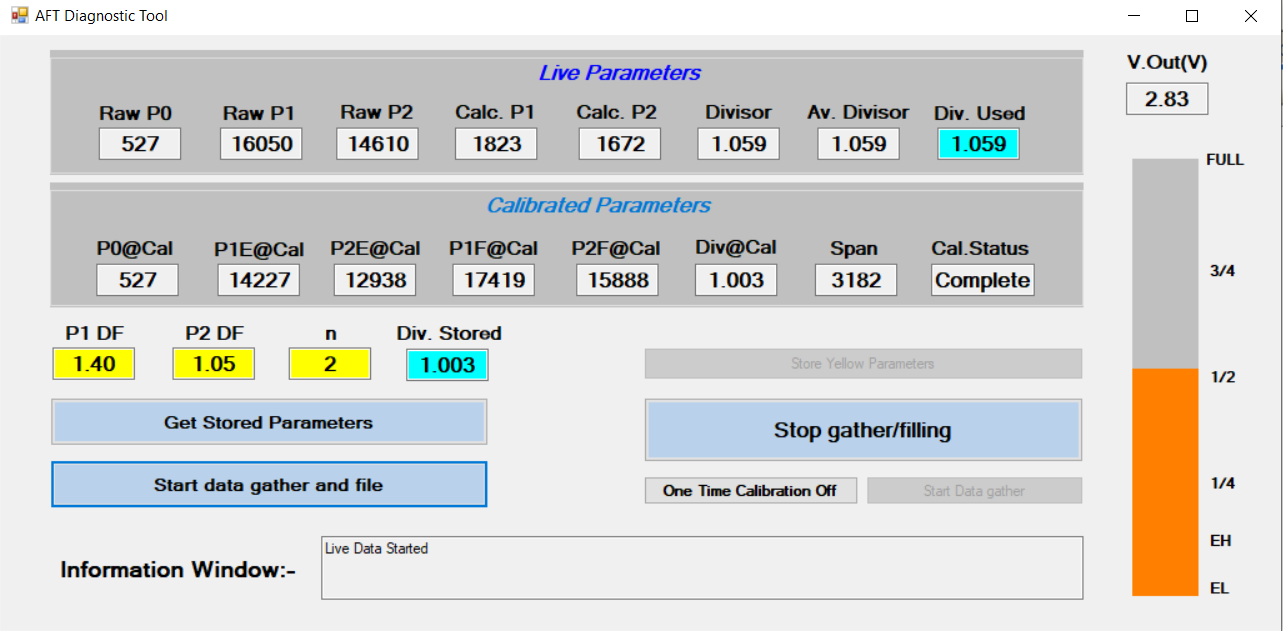 AFT Diagnostic Tool
V.Out(V)
2.83
Live Parameters
Raw P0 Raw P1 Raw P2 Calc. P1 Calc. P2 Divisor Av. Divisor Div. Used
527 16050 14610 1823 1672 1.059 1.059 1.059
Calibrated Parameters
P0@Cal P1E@Cal P2E@Cal P1F@Cal P2F@Cal Div@Cal Span Cal.Status
527 14227 12938 17419 15888 1.003 3182 Complete
P1 DF P2 DF n Div. Stored
1.40 1.05 2 1.003
Store Yellow Parameters
Get Stored Parameters
Stop gather/filling
Start data gather and file
One Time Calibration Off
Start Data gather
Information Window:-
Live Data Started
FULL
3/4
1/2
1/4
EH
EL